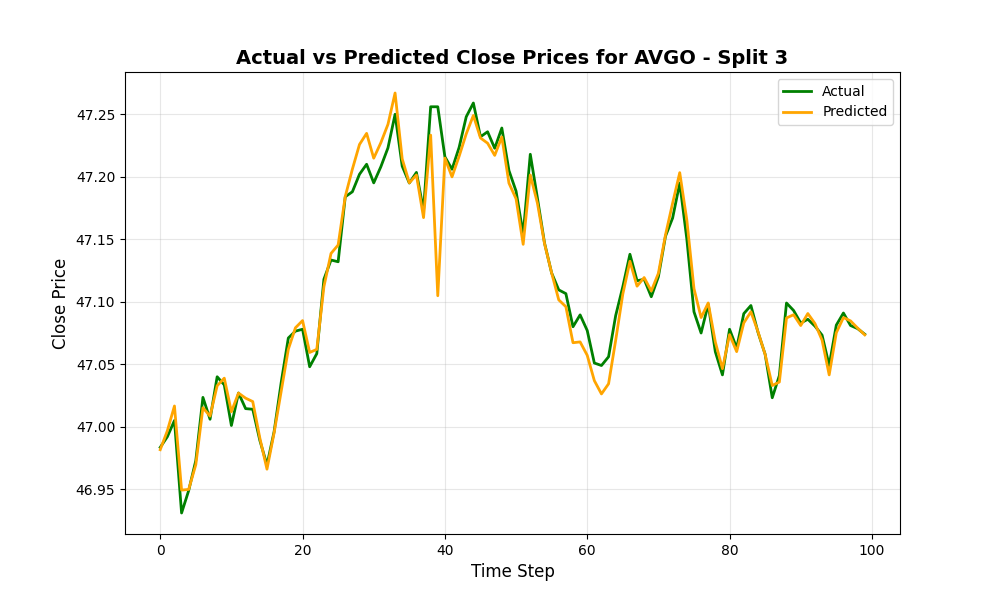 Actual vs Predicted Close Prices for AVGO - Split 3
Actual
Predicted
Close Price
47.25
47.20
47.15
47.10
47.05
47.00
46.95
0 20 40 60 80 100
Time Step